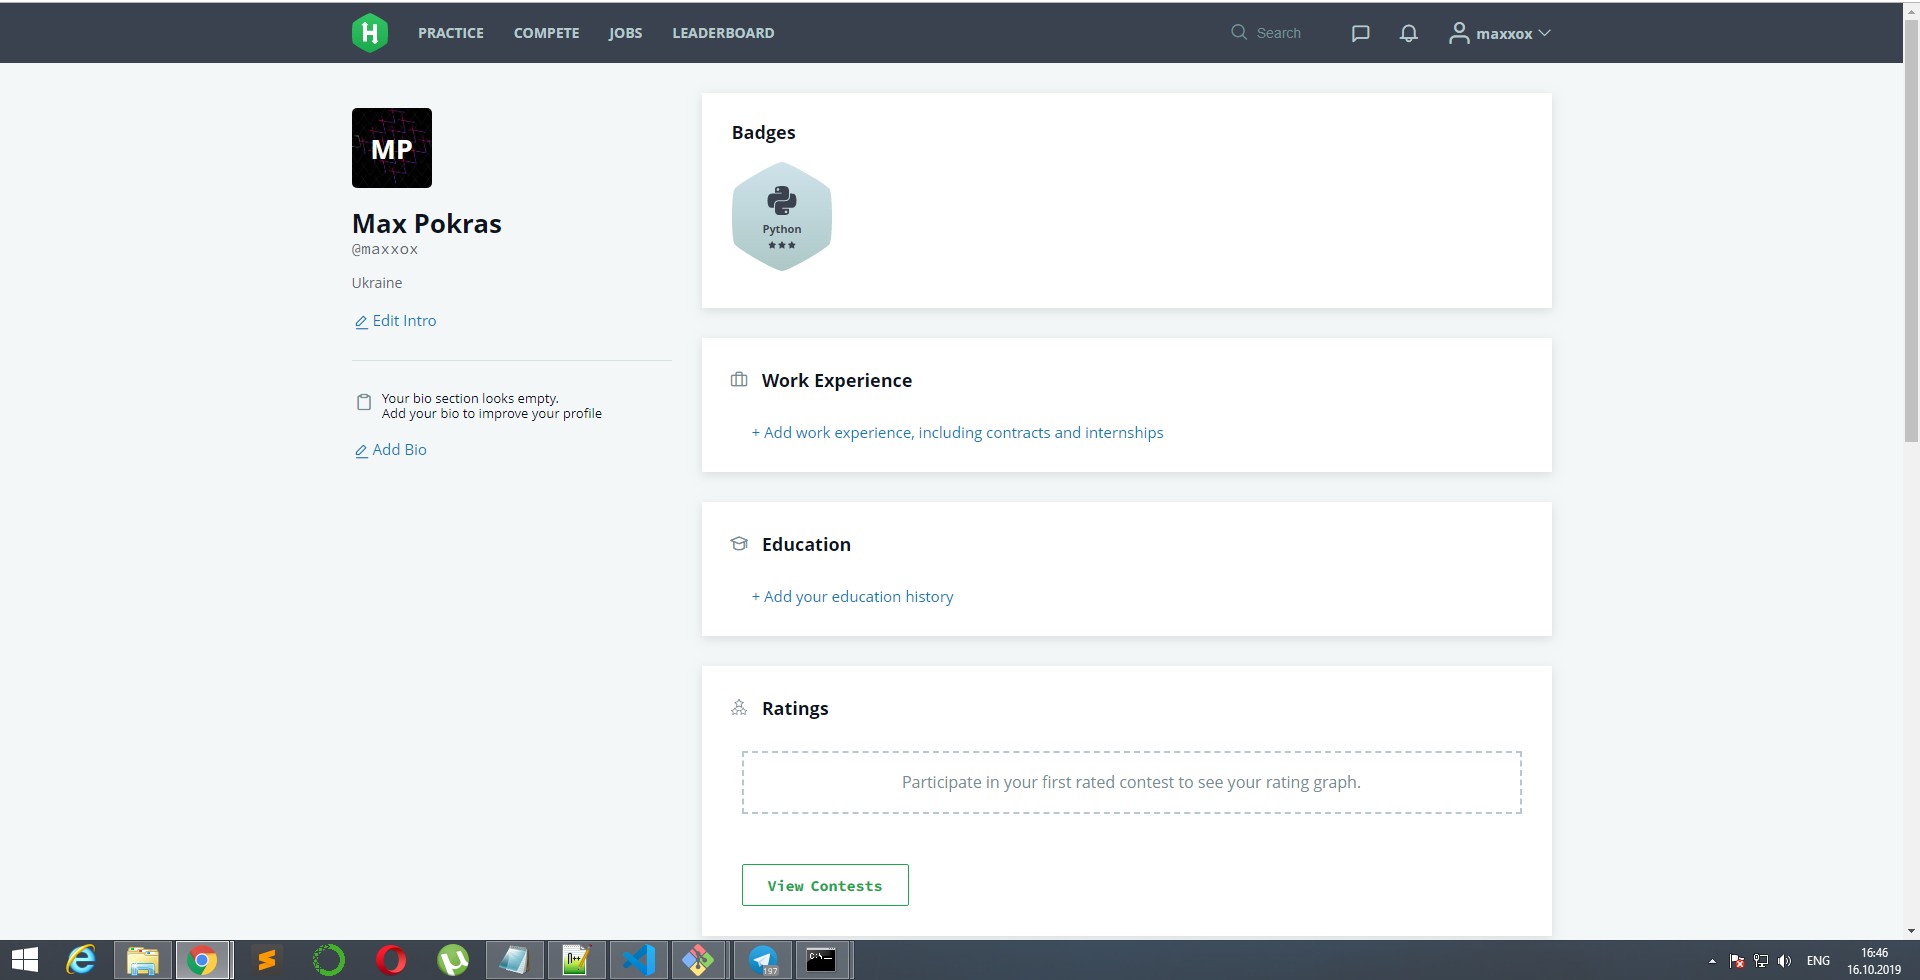 H
PRACTICE COMPETE JOBS LEADERBOARD
Search
maxxox
MP
Max Pokras
@maxxox
Ukraine
Edit Intro
Your bio section looks empty.
Add your bio to improve your profile
Add Bio
Badges
Python
Work Experience
+ Add work experience, including contracts and internships
Education
+ Add your education history
Ratings
Participate in your first rated contest to see your rating graph.
View Contests
197
C:\
ENG
16:46
16.10.2019